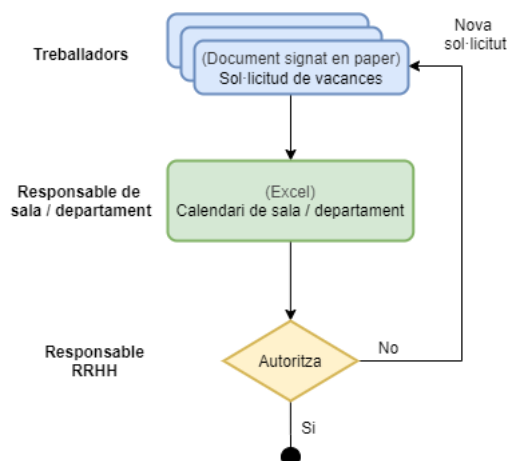 Nova
sol·licitut
Treballadors
(Document signat en paper)
Sol·licitud de vacances
Responsable de
sala / departament
(Excel)
Calendari de sala / departament
Responsable
RRHH
Autoritza
No
Si